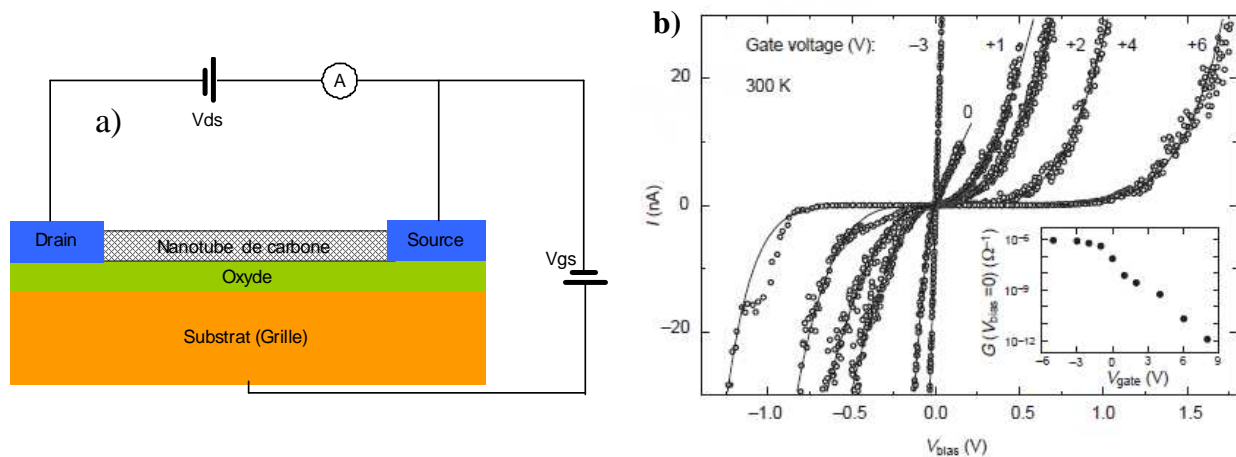 a)
Vds
A
Drain
Nanotube de carbone
Source
Oxyde
Vgs
Substrat (Grille)
b)
Gate voltage (V): –3 +1 +2 +4 +6
300 K
0
20
0
–20
I (nA)
–1.0 –0.5 0.0 0.5 1.0 1.5
V_bias (V)
G (V_bias =0) (Ω⁻¹)
10⁻⁶
10⁻⁹
10⁻¹²
–6 –3 0 3 6 9
V_gate (V)